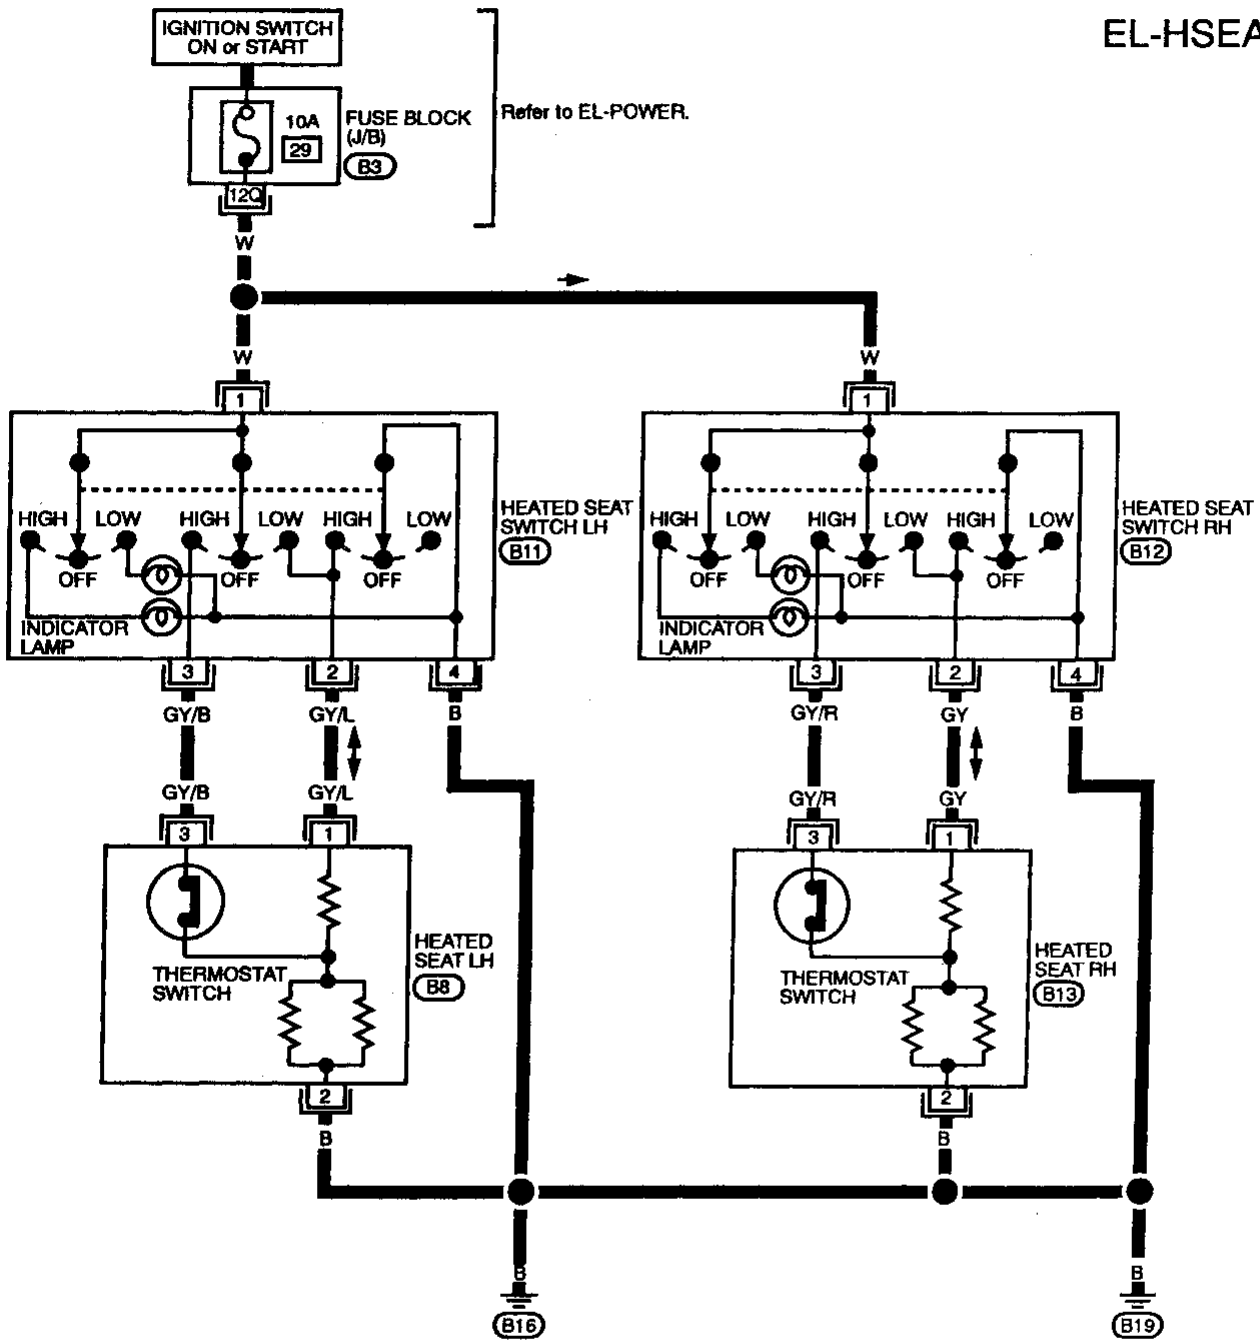 EL-HSEA
IGNITION SWITCH
ON or START
10A
29
FUSE BLOCK
(J/B)
B3
Refer to EL-POWER.
12Q
W
W
W
1
1
HIGH LOW HIGH LOW HIGH LOW
OFF OFF OFF
INDICATOR
LAMP
HEATED SEAT
SWITCH LH
B11
HIGH LOW HIGH LOW HIGH LOW
OFF OFF OFF
INDICATOR
LAMP
HEATED SEAT
SWITCH RH
B12
3 2 4
3 2 4
GY/B GY/L B
GY/R GY B
GY/B GY/L
GY/R GY
3 1
3 1
THERMOSTAT
SWITCH
HEATED
SEAT LH
B8
THERMOSTAT
SWITCH
HEATED
SEAT RH
B13
2
2
B
B
B
B
B16
B19